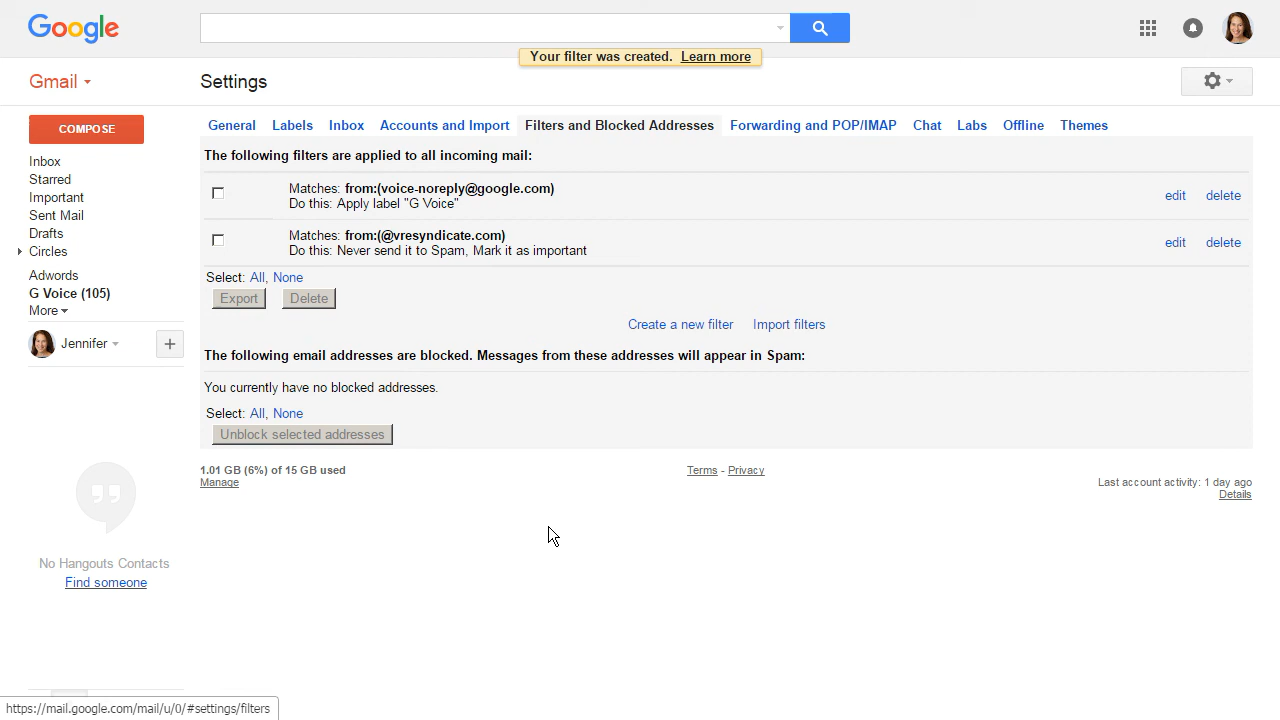 Google
Your filter was created. Learn more
Gmail
Settings
General Labels Inbox Accounts and Import Filters and Blocked Addresses Forwarding and POP/IMAP Chat Labs Offline Themes
COMPOSE
Inbox
Starred
Important
Sent Mail
Drafts
Circles
Adwords
G Voice (105)
More
Jennifer
No Hangouts Contacts
Find someone
The following filters are applied to all incoming mail:
Matches: from:(voice-noreply@google.com)
Do this: Apply label "G Voice"
edit delete
Matches: from:(@vresyndicate.com)
Do this: Never send it to Spam, Mark it as important
edit delete
Select: All, None
Export Delete
Create a new filter Import filters
The following email addresses are blocked. Messages from these addresses will appear in Spam:
You currently have no blocked addresses.
Select: All, None
Unblock selected addresses
1.01 GB (6%) of 15 GB used
Manage
Terms - Privacy
Last account activity: 1 day ago
Details
https://mail.google.com/mail/u/0/#settings/filters